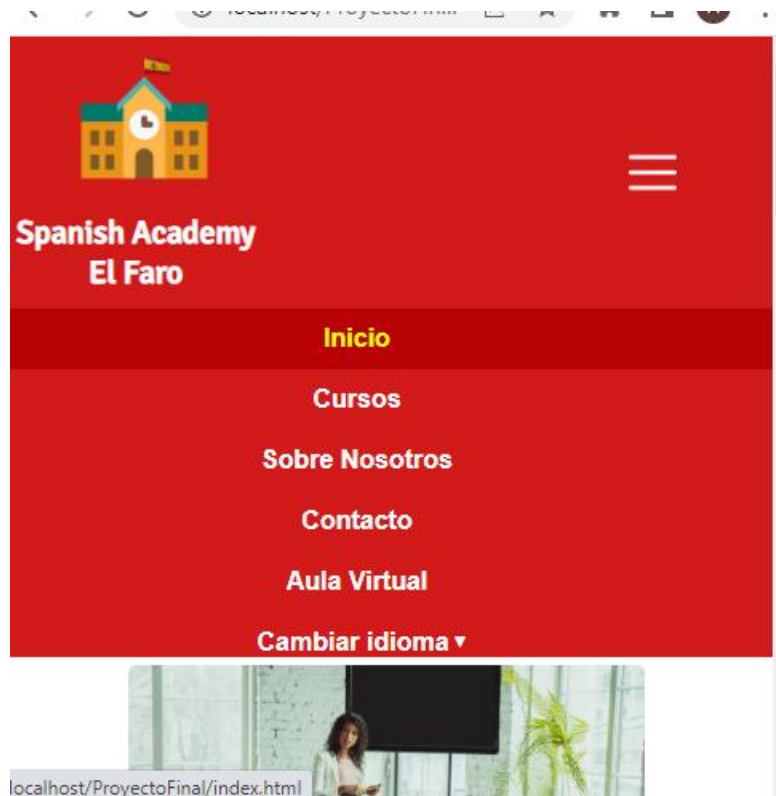 Spanish Academy
El Faro
Inicio
Cursos
Sobre Nosotros
Contacto
Aula Virtual
Cambiar idioma ▾
localhost/ProyectoFinal/index.html